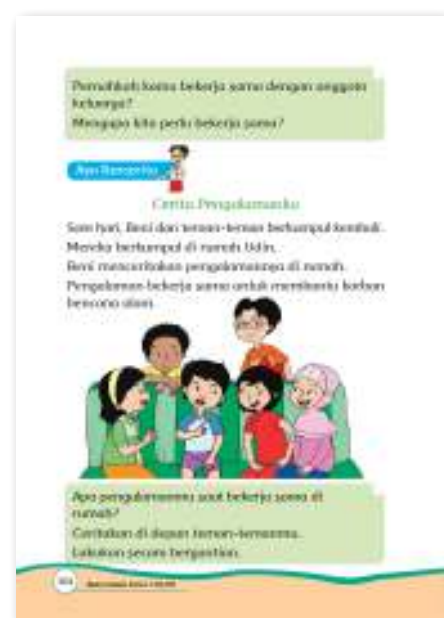 Pernahkah kamu bekerja sama dengan anggota
keluarga?
Mengapa kita perlu bekerja sama?
Ayo Bercerita
Cerita Pengalamanku
Sore hari, Beni dan teman-teman berkumpul kembali.
Mereka berkumpul di rumah Udin.
Beni menceritakan pengalamannya di rumah.
Pengalaman bekerja sama untuk membantu korban
bencana alam.
Apa pengalamanmu saat bekerja sama di
rumah?
Ceritakan di depan teman-temanmu.
Lakukan secara bergantian.